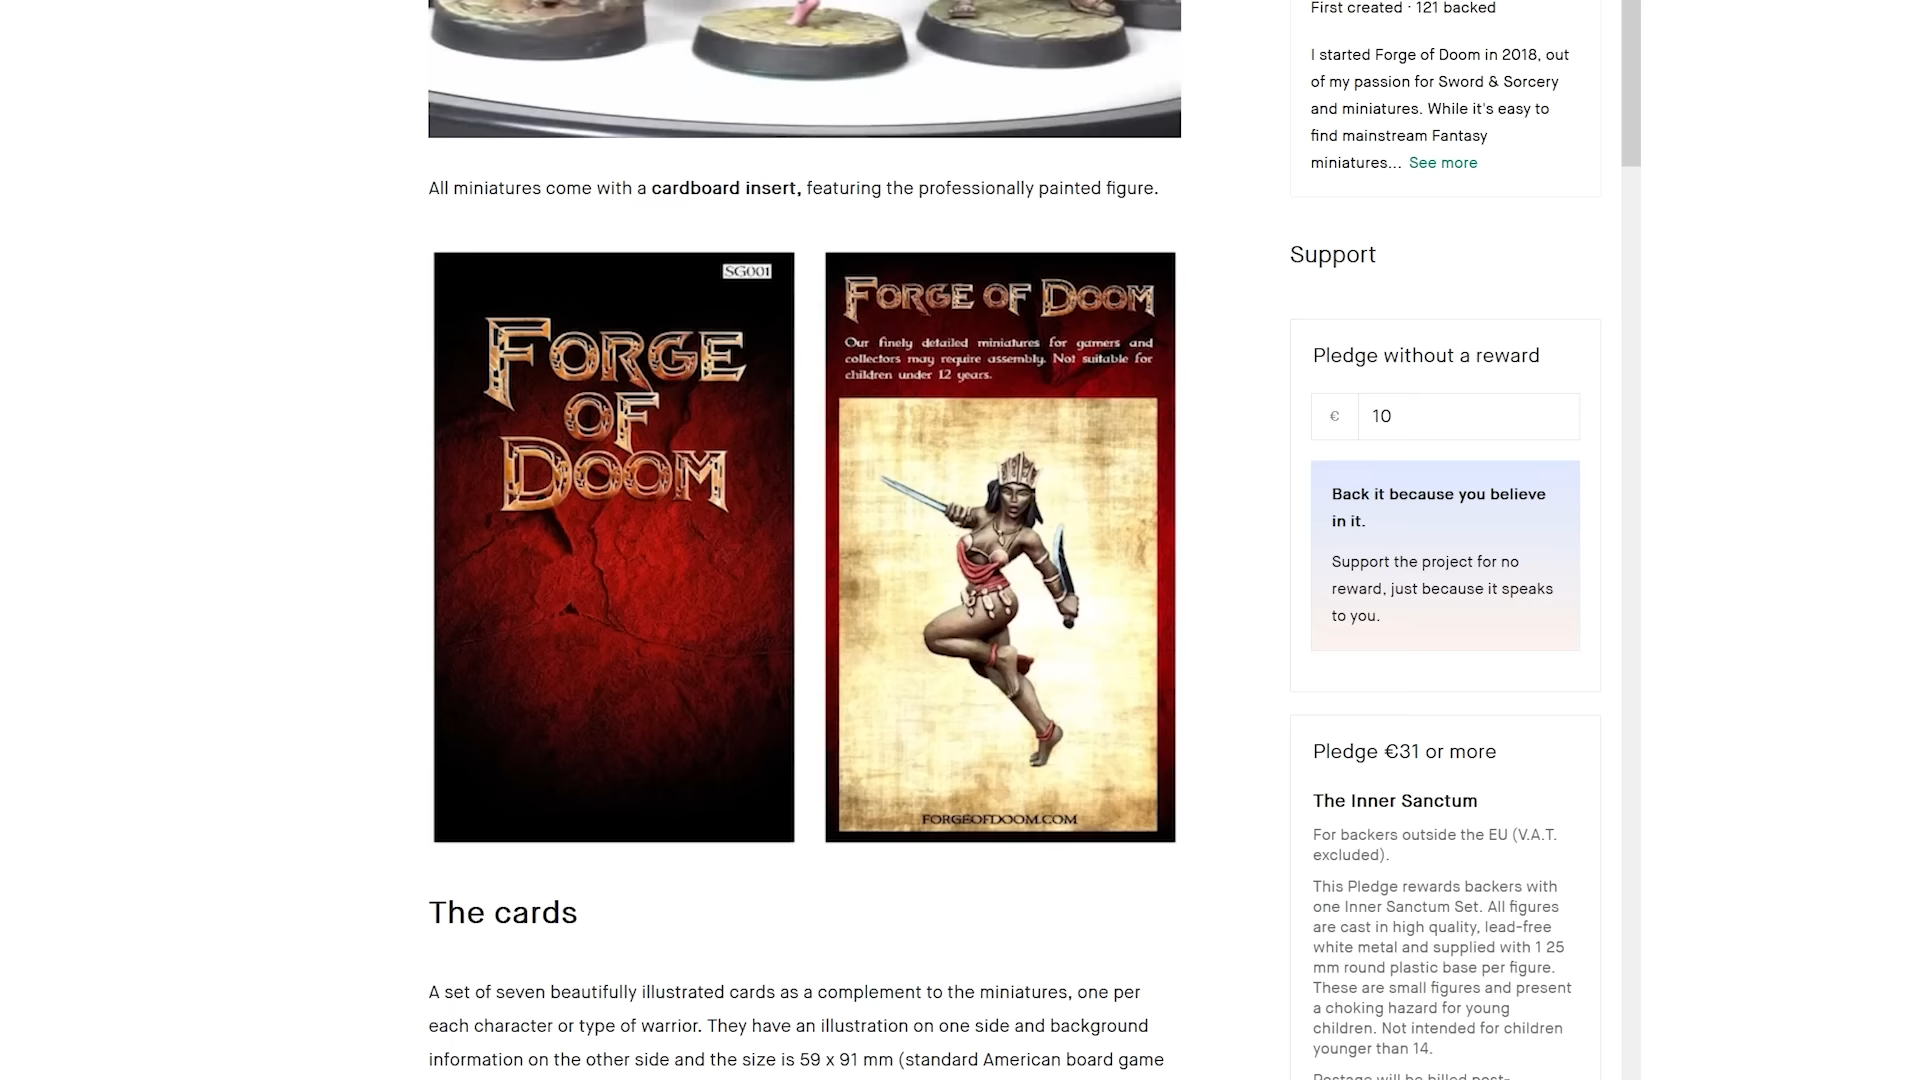 All miniatures come with a cardboard insert, featuring the professionally painted figure.
SG001
FORGE
OF
DOOM
FORGE OF DOOM
Our finely detailed miniatures for gamers and
collectors may require assembly. Not suitable for
children under 12 years.
FORGEOFDOOM.COM
The cards
A set of seven beautifully illustrated cards as a complement to the miniatures, one per
each character or type of warrior. They have an illustration on one side and background
information on the other side and the size is 59 x 91 mm (standard American board game
First created · 121 backed
I started Forge of Doom in 2018, out
of my passion for Sword & Sorcery
and miniatures. While it's easy to
find mainstream Fantasy
miniatures... See more
Support
Pledge without a reward
€ 10
Back it because you believe
in it.
Support the project for no
reward, just because it speaks
to you.
Pledge €31 or more
The Inner Sanctum
For backers outside the EU (V.A.T.
excluded).
This Pledge rewards backers with
one Inner Sanctum Set. All figures
are cast in high quality, lead-free
white metal and supplied with 1 25
mm round plastic base per figure.
These are small figures and present
a choking hazard for young
children. Not intended for children
younger than 14.
Postage will be billed post-